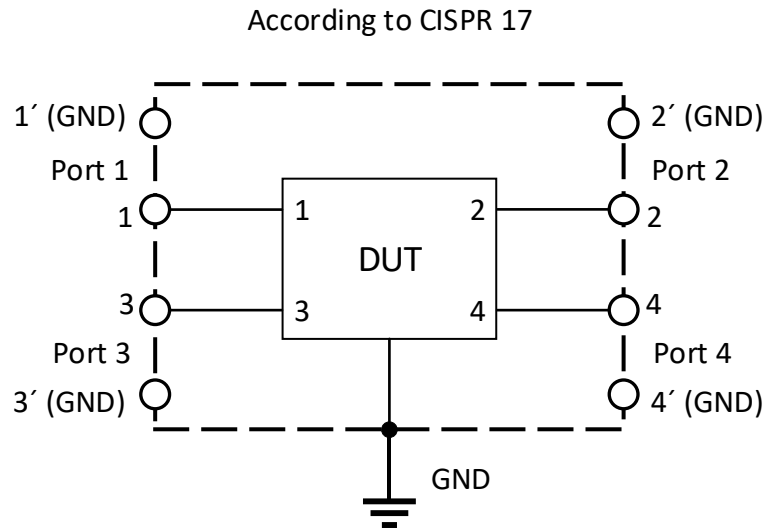 According to CISPR 17
1´ (GND)
2´ (GND)
Port 1
Port 2
1
1
2
2
DUT
3
3
4
4
Port 3
Port 4
3´ (GND)
4´ (GND)
GND